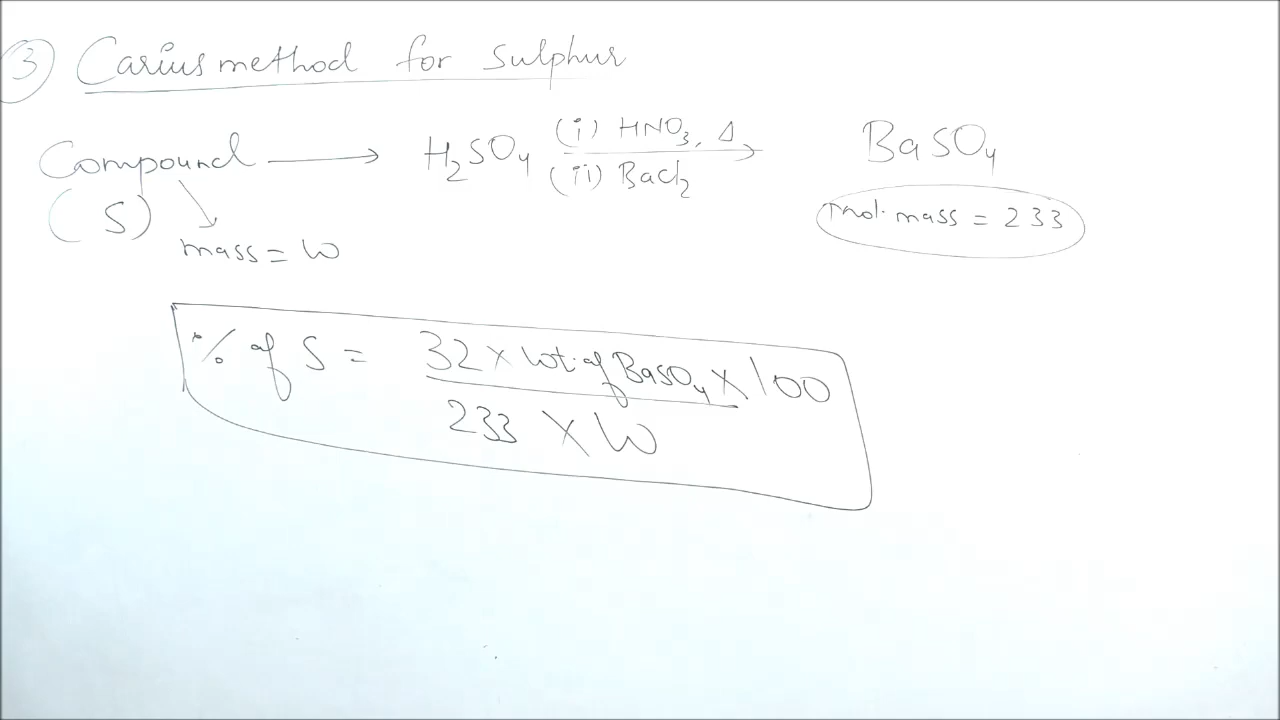 ③ Carius method for sulphur
Compound → H₂SO₄ (i) HNO₃, Δ → BaSO₄
(ii) BaCl₂
(S)
mol. mass = 233
mass = W
% of S = 32 × wt. of BaSO₄ × 100
233 × W